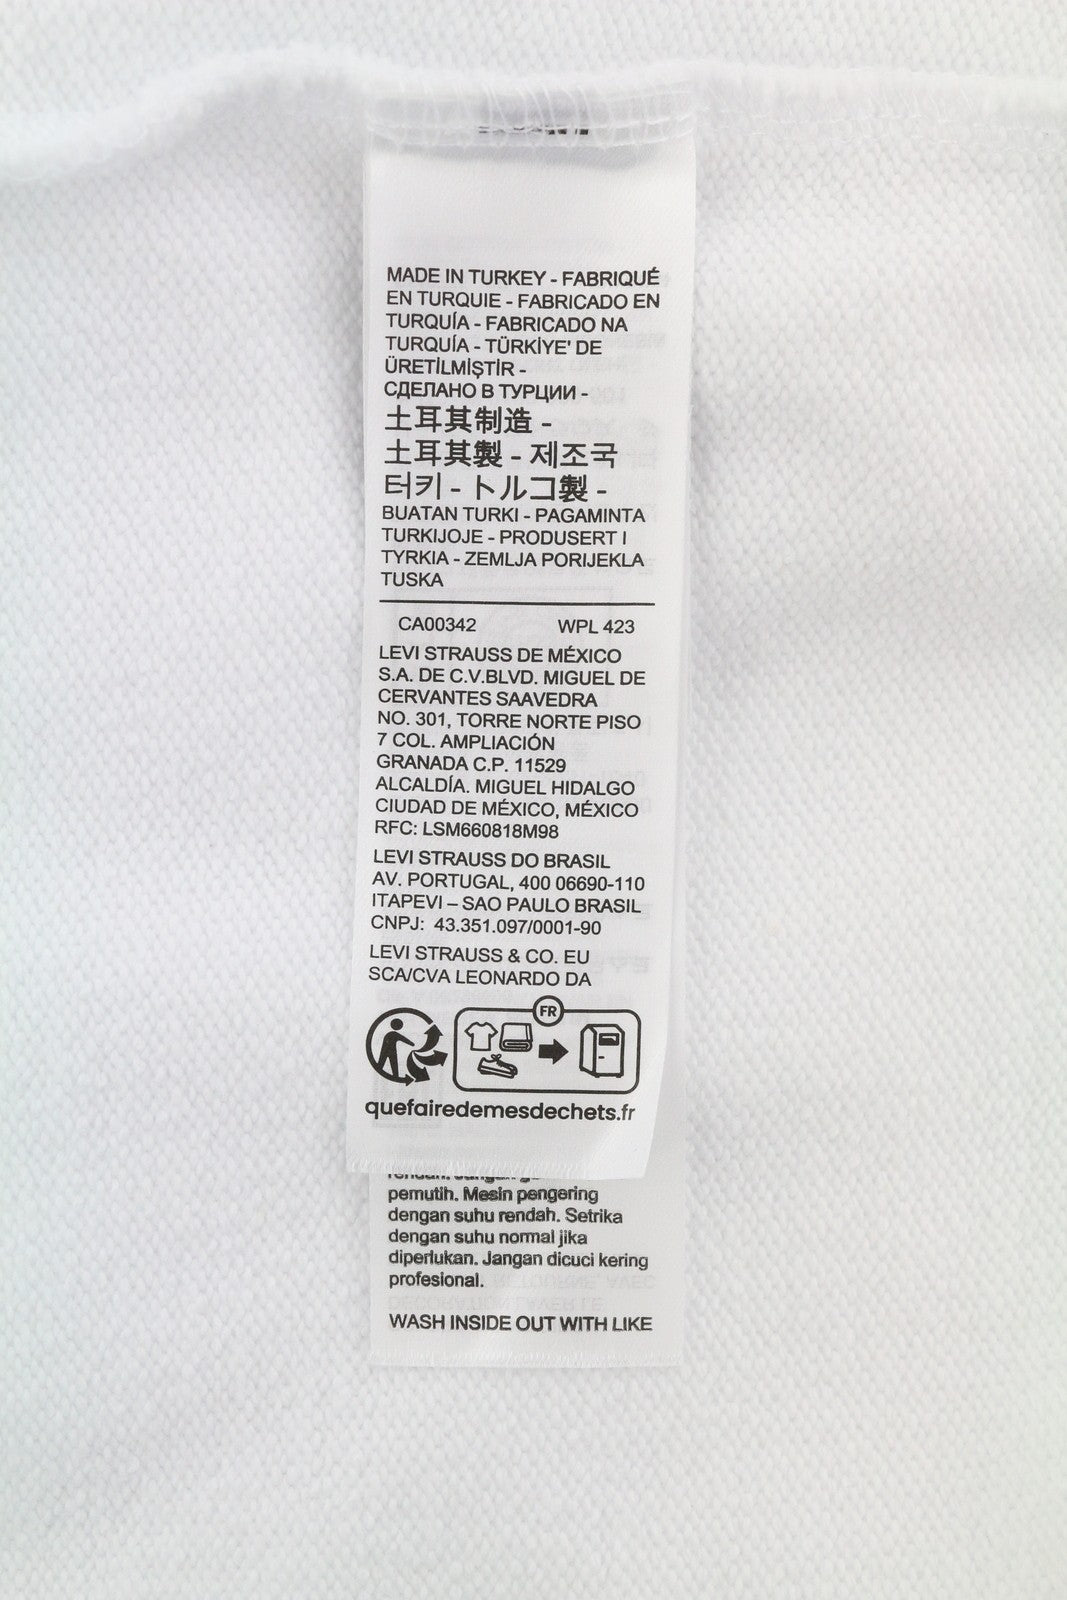 MADE IN TURKEY - FABRIQUÉ
EN TURQUIE - FABRICADO EN
TURQUÍA - FABRICADO NA
TURQUÍA - TÜRKİYE' DE
ÜRETİLMİŞTİR -
СДЕЛАНО В ТУРЦИИ -
土耳其制造 -
土耳其製 - 제조국
터키 - トルコ製 -
BUATAN TURKI - PAGAMINTA
TURKIJOJE - PRODUSERT I
TYRKIA - ZEMLJA PORIJEKLA
TUSKA
CA00342 WPL 423
LEVI STRAUSS DE MÉXICO
S.A. DE C.V.BLVD. MIGUEL DE
CERVANTES SAAVEDRA
NO. 301, TORRE NORTE PISO
7 COL. AMPLIACIÓN
GRANADA C.P. 11529
ALCALDÍA. MIGUEL HIDALGO
CIUDAD DE MÉXICO, MÉXICO
RFC: LSM660818M98
LEVI STRAUSS DO BRASIL
AV. PORTUGAL, 400 06690-110
ITAPEVI – SAO PAULO BRASIL
CNPJ: 43.351.097/0001-90
LEVI STRAUSS & CO. EU
SCA/CVA LEONARDO DA
FR
quefairedemesdechets.fr
pemutih. Mesin pengering
dengan suhu rendah. Setrika
dengan suhu normal jika
diperlukan. Jangan dicuci kering
profesional.
WASH INSIDE OUT WITH LIKE